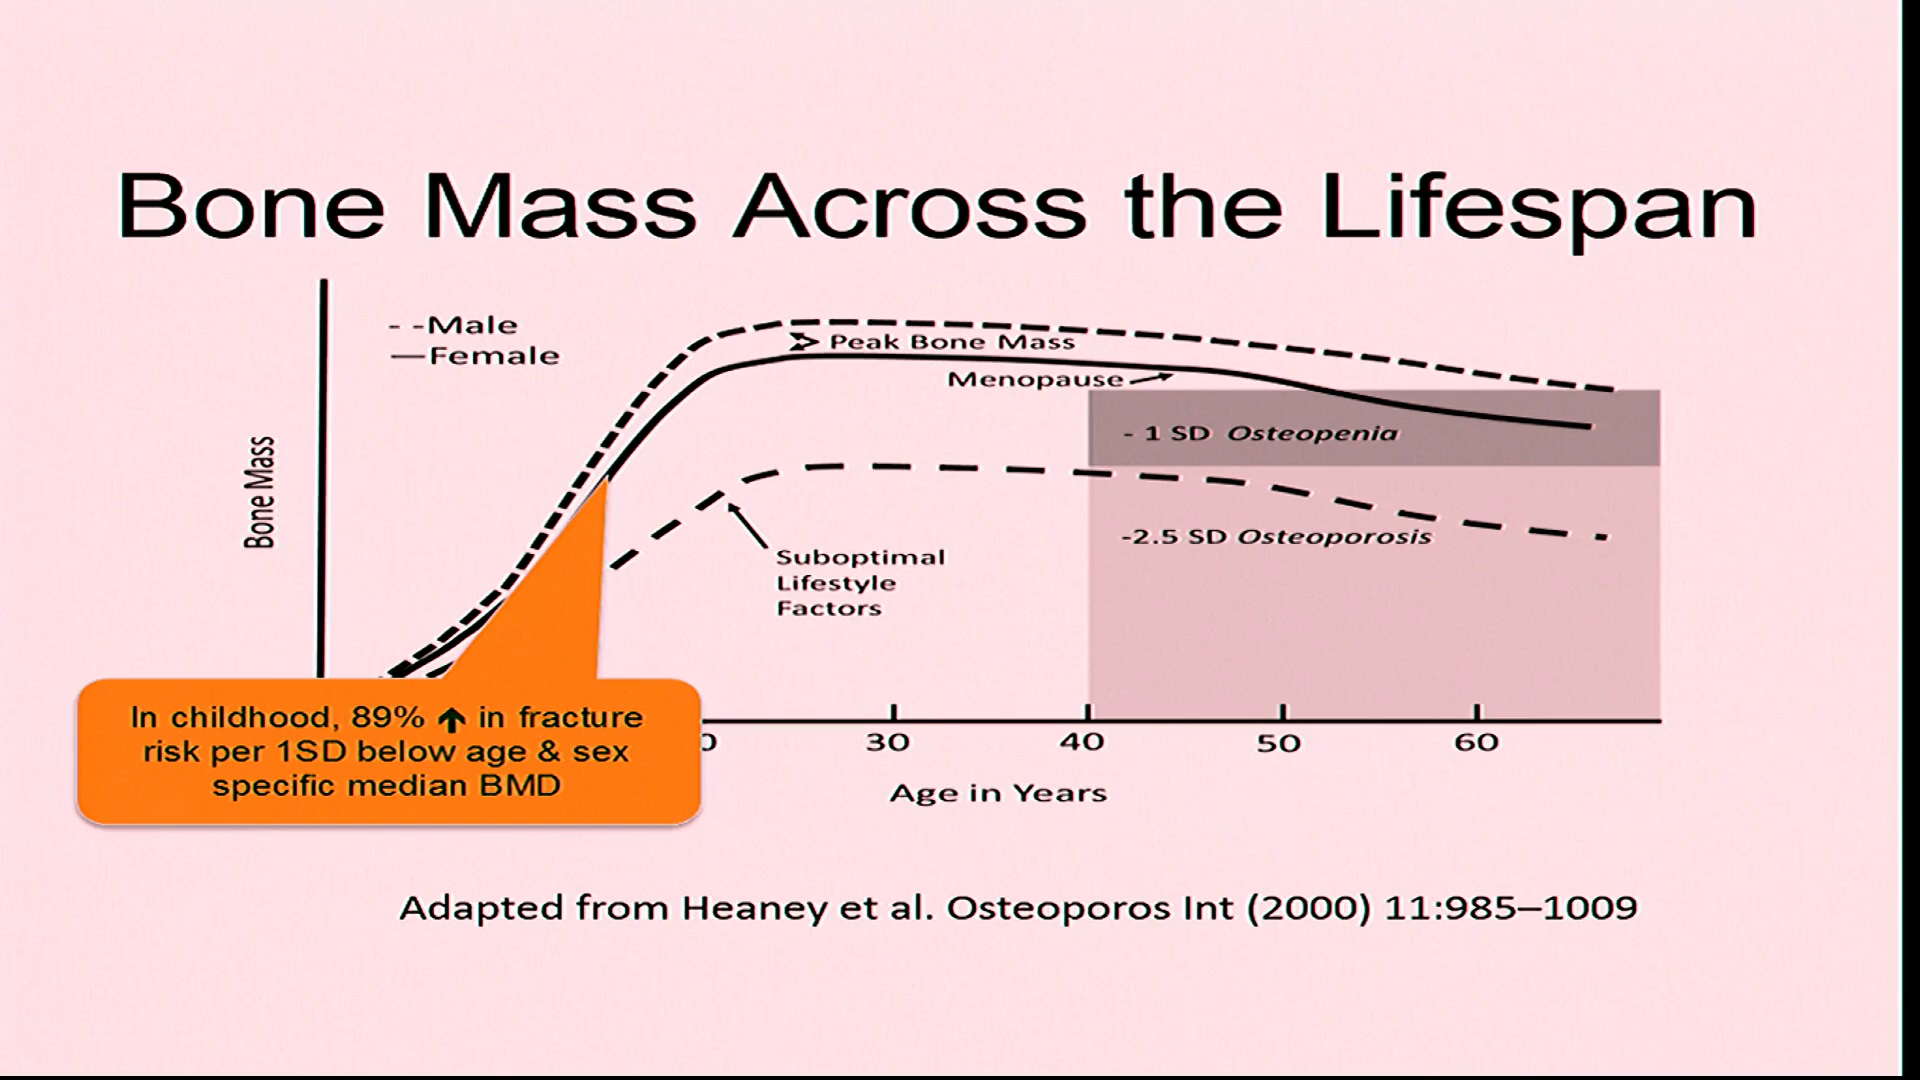 Bone Mass Across the Lifespan
- -Male
—Female
Peak Bone Mass
Menopause
Bone Mass
- 1 SD Osteopenia
-2.5 SD Osteoporosis
Suboptimal
Lifestyle
Factors
In childhood, 89% ↑ in fracture
risk per 1SD below age & sex
specific median BMD
0 30 40 50 60
Age in Years
Adapted from Heaney et al. Osteoporos Int (2000) 11:985–1009